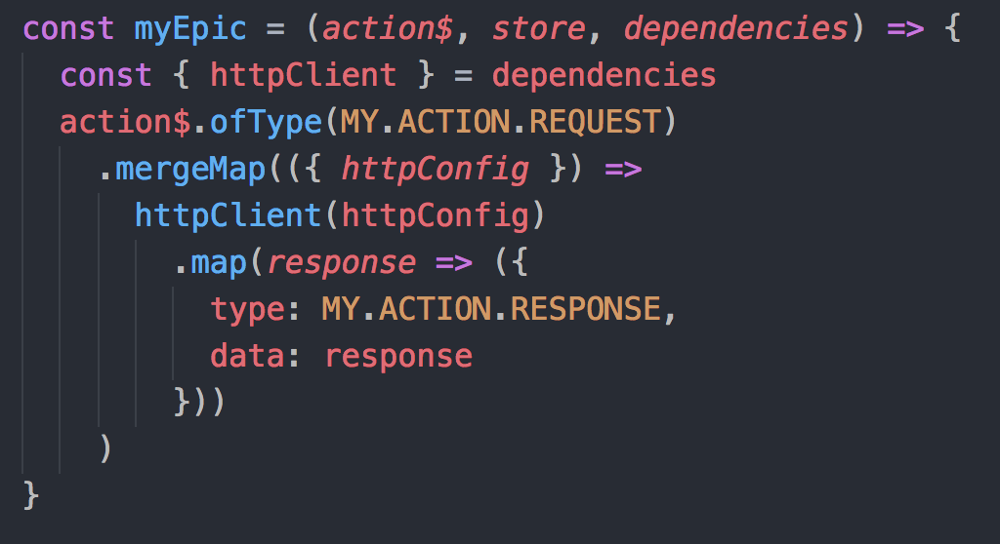 const myEpic = (action$, store, dependencies) => {
  const { httpClient } = dependencies
  action$.ofType(MY.ACTION.REQUEST)
    .mergeMap(({ httpConfig }) =>
      httpClient(httpConfig)
        .map(response => ({
          type: MY.ACTION.RESPONSE,
          data: response
        }))
    )
}